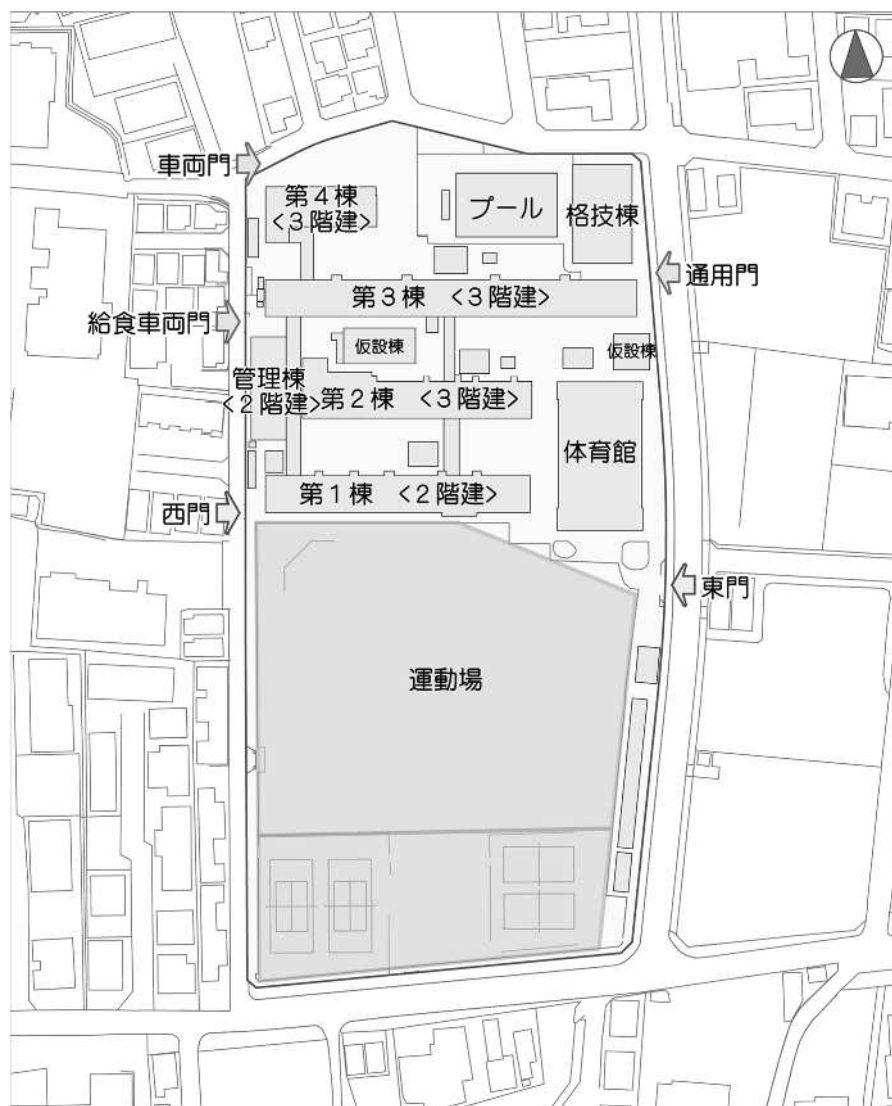 車両門
第4棟
<3階建>
プール
格技棟
通用門
第3棟 <3階建>
給食車両門
仮設棟
仮設棟
管理棟
<2階建>
第2棟 <3階建>
体育館
第1棟 <2階建>
西門
東門
運動場